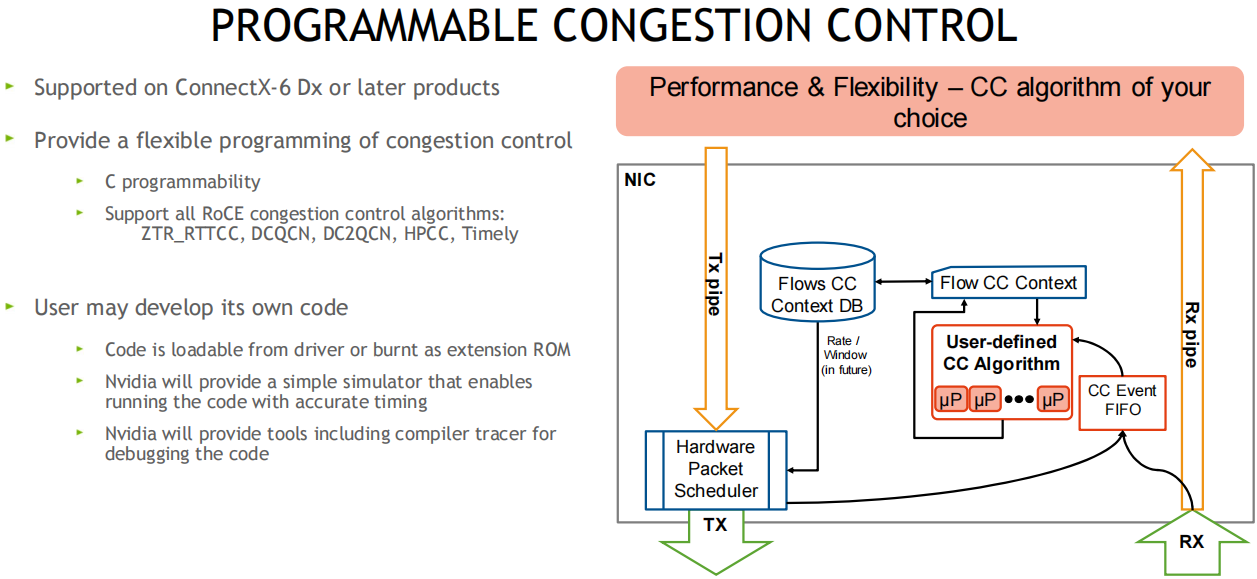 PROGRAMMABLE CONGESTION CONTROL
Supported on ConnectX-6 Dx or later products
Provide a flexible programming of congestion control
C programmability
Support all RoCE congestion control algorithms:
ZTR_RTTCC, DCQCN, DC2QCN, HPCC, Timely
User may develop its own code
Code is loadable from driver or burnt as extension ROM
Nvidia will provide a simple simulator that enables
running the code with accurate timing
Nvidia will provide tools including compiler tracer for
debugging the code
Performance & Flexibility – CC algorithm of your
choice
NIC
Tx pipe
Flows CC
Context DB
Flow CC Context
Rate /
Window
(in future)
User-defined
CC Algorithm
µP µP ●●● µP
CC Event
FIFO
Rx pipe
Hardware
Packet
Scheduler
TX
RX